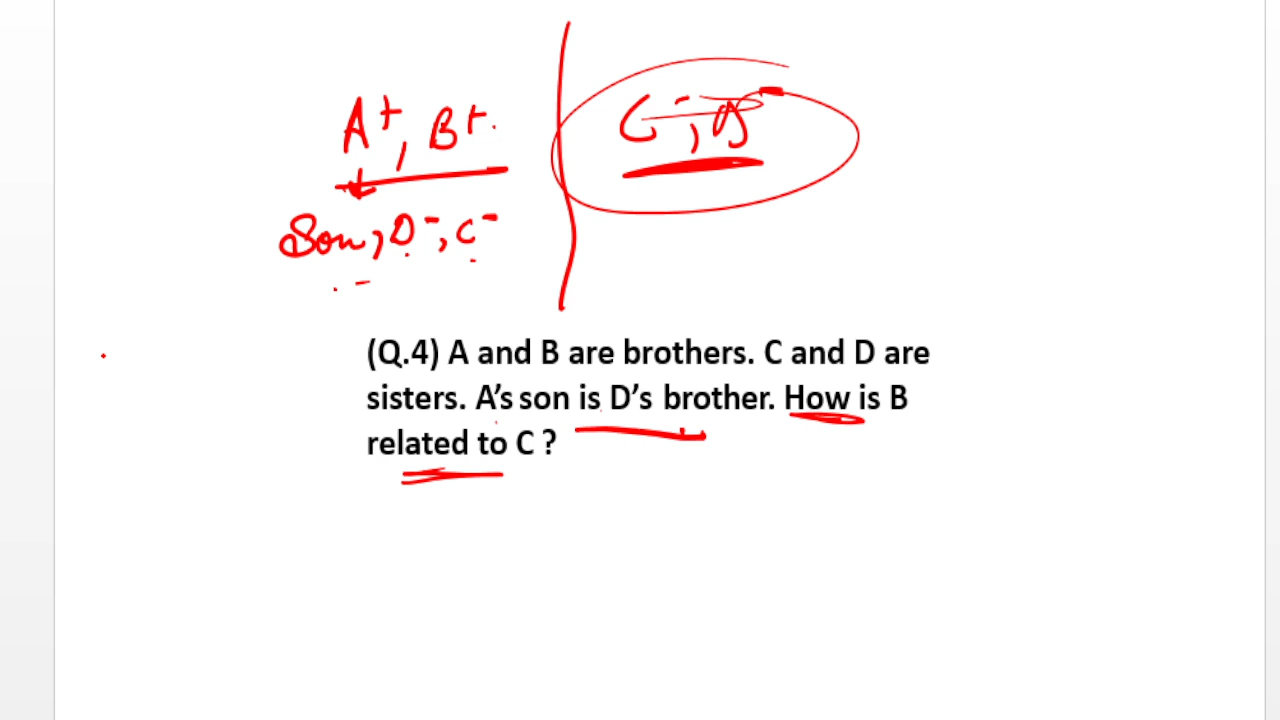 A+, B+.
C-, D-
Son, D-, C-
(Q.4) A and B are brothers. C and D are
sisters. A’s son is D’s brother. How is B
related to C ?